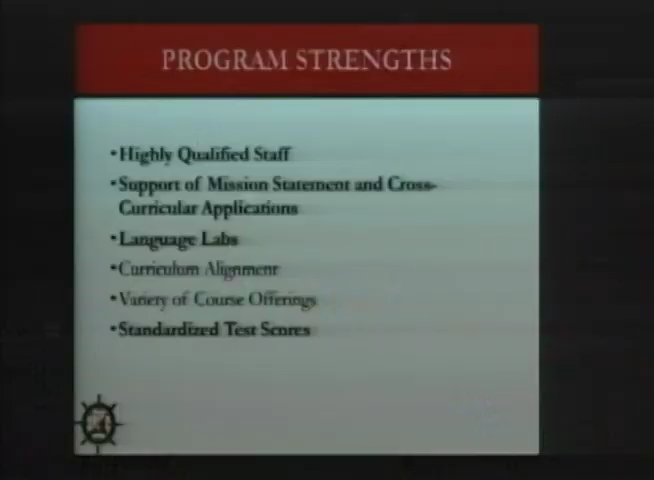 PROGRAM STRENGTHS
•Highly Qualified Staff
•Support of Mission Statement and Cross-
Curricular Applications
•Language Labs
•Curriculum Alignment
•Variety of Course Offerings
•Standardized Test Scores